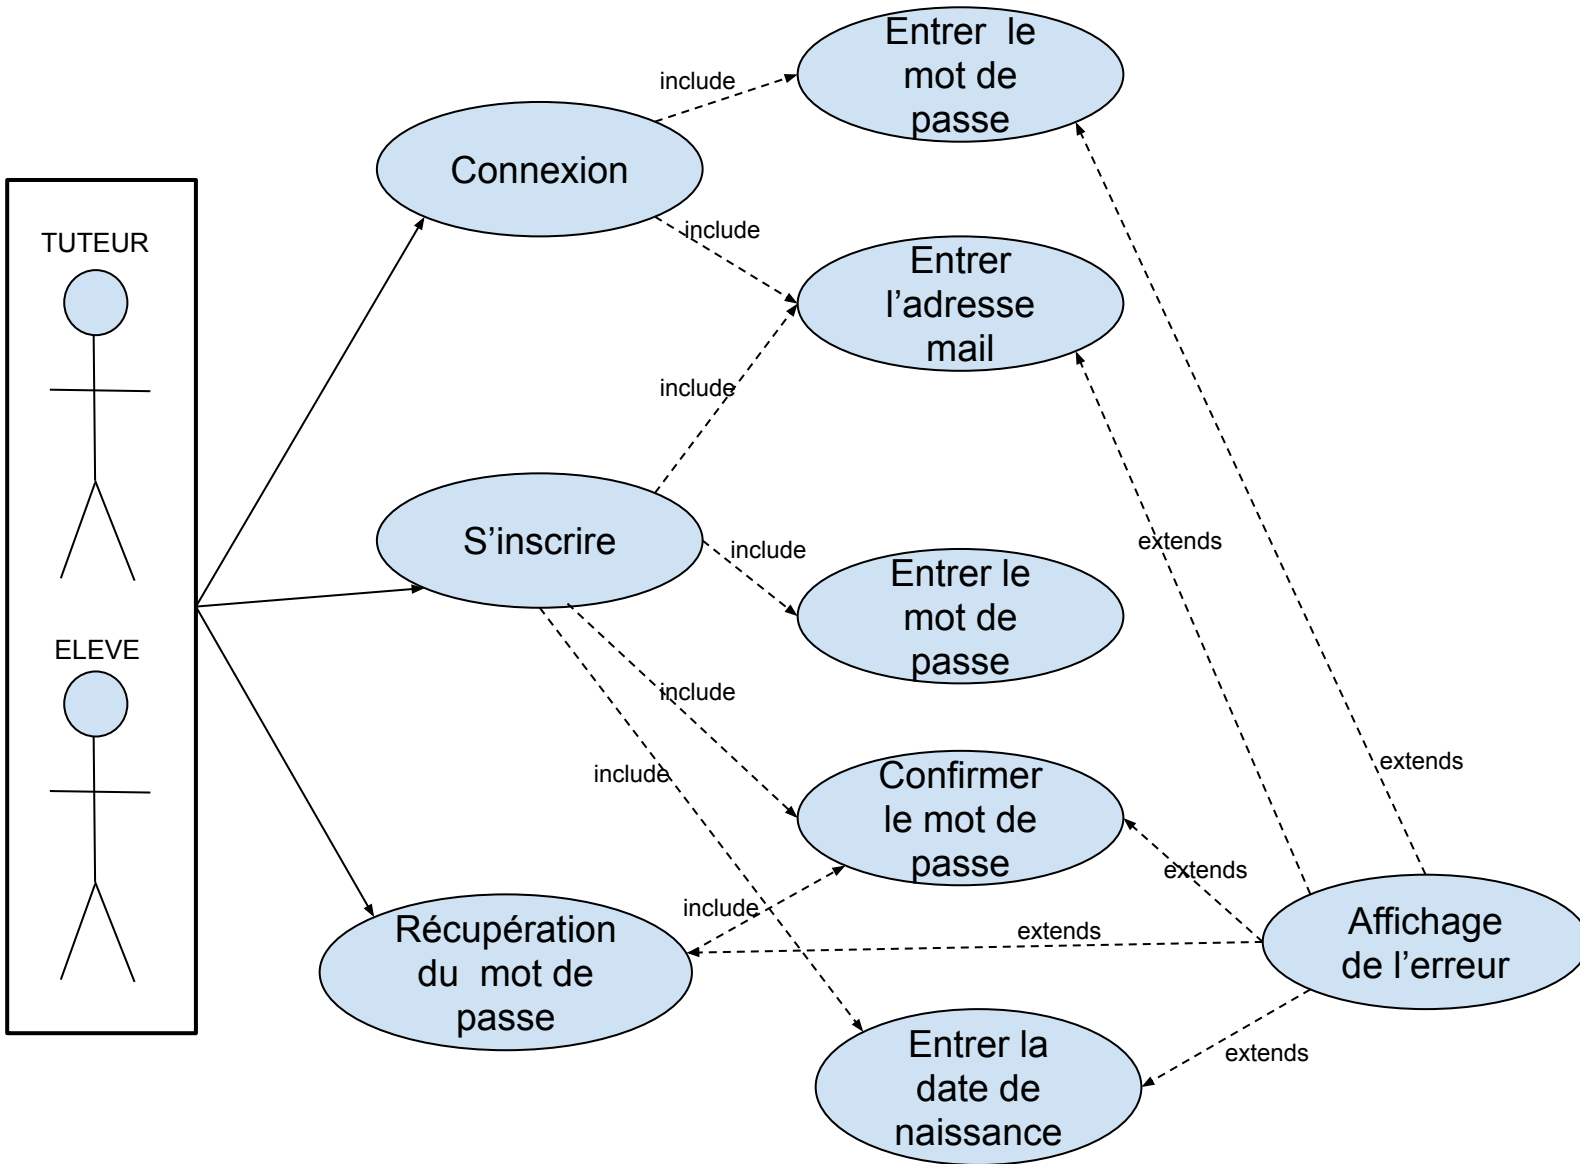 Entrer le
mot de
passe
include
Connexion
include
TUTEUR
Entrer
l’adresse
mail
include
S’inscrire
include
extends
Entrer le
mot de
passe
ELEVE
include
include
extends
Confirmer
le mot de
passe
extends
include
Récupération
du mot de
passe
extends
Affichage
de l’erreur
Entrer la
date de
naissance
extends